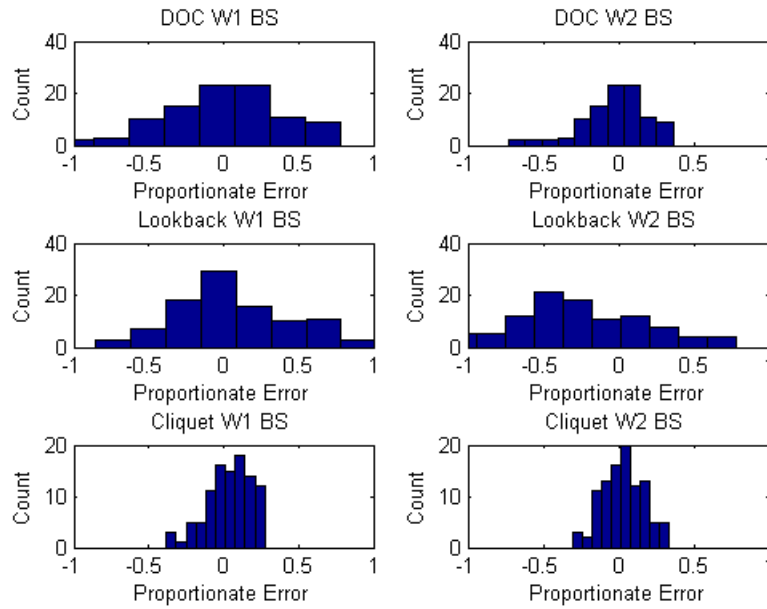 DOC W1 BS
40
20
0
Count
-1 -0.5 0 0.5 1
Proportionate Error
DOC W2 BS
40
20
0
Count
-1 -0.5 0 0.5 1
Proportionate Error
Lookback W1 BS
40
20
0
Count
-1 -0.5 0 0.5 1
Proportionate Error
Lookback W2 BS
40
20
0
Count
-1 -0.5 0 0.5 1
Proportionate Error
Cliquet W1 BS
20
10
0
Count
-1 -0.5 0 0.5 1
Proportionate Error
Cliquet W2 BS
20
10
0
Count
-1 -0.5 0 0.5 1
Proportionate Error